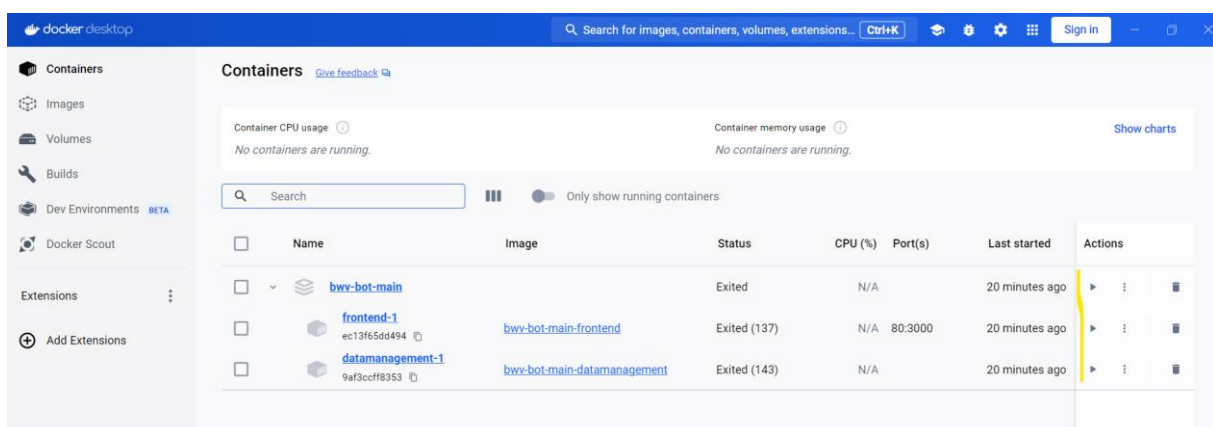 docker desktop
Search for images, containers, volumes, extensions... Ctrl+K
Sign in
Containers
Images
Volumes
Builds
Dev Environments BETA
Docker Scout
Extensions
Add Extensions
Containers Give feedback
Container CPU usage
No containers are running.
Container memory usage
No containers are running.
Show charts
Search
Only show running containers
Name Image Status CPU (%) Port(s) Last started Actions
bwv-bot-main Exited N/A 20 minutes ago
frontend-1
ec13f65dd494
bwv-bot-main-frontend Exited (137) N/A 80:3000 20 minutes ago
datamanagement-1
9af3ccff8353
bwv-bot-main-datamanagement Exited (143) N/A 20 minutes ago